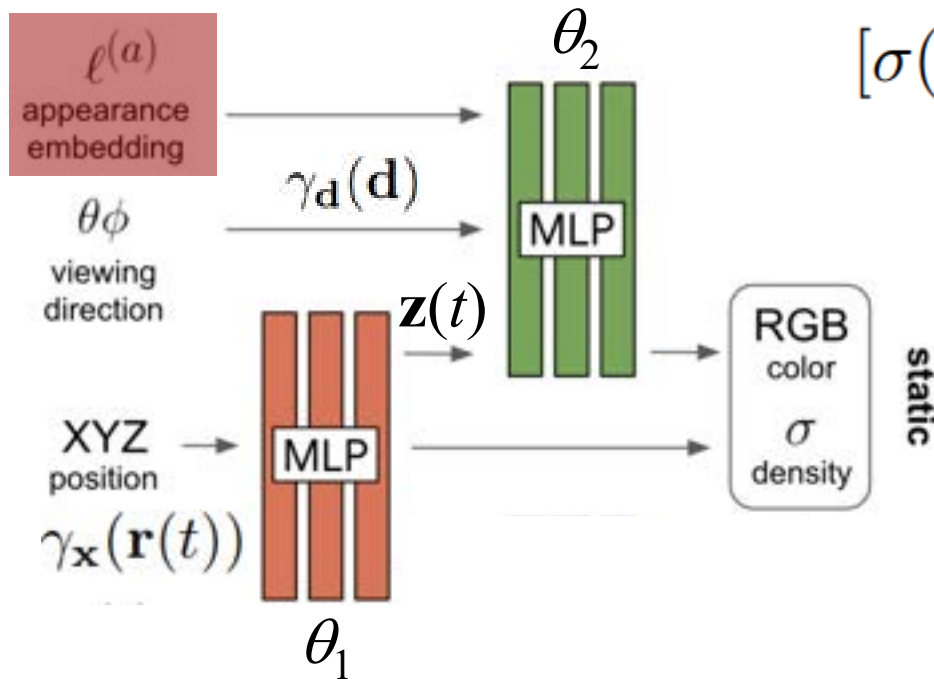 ℓ^(a)
appearance
embedding
θ₂
[σ(
γ_d(d)
θϕ
viewing
direction
MLP
z(t)
RGB
color
σ
density
static
XYZ
position
MLP
γ_x(r(t))
θ₁